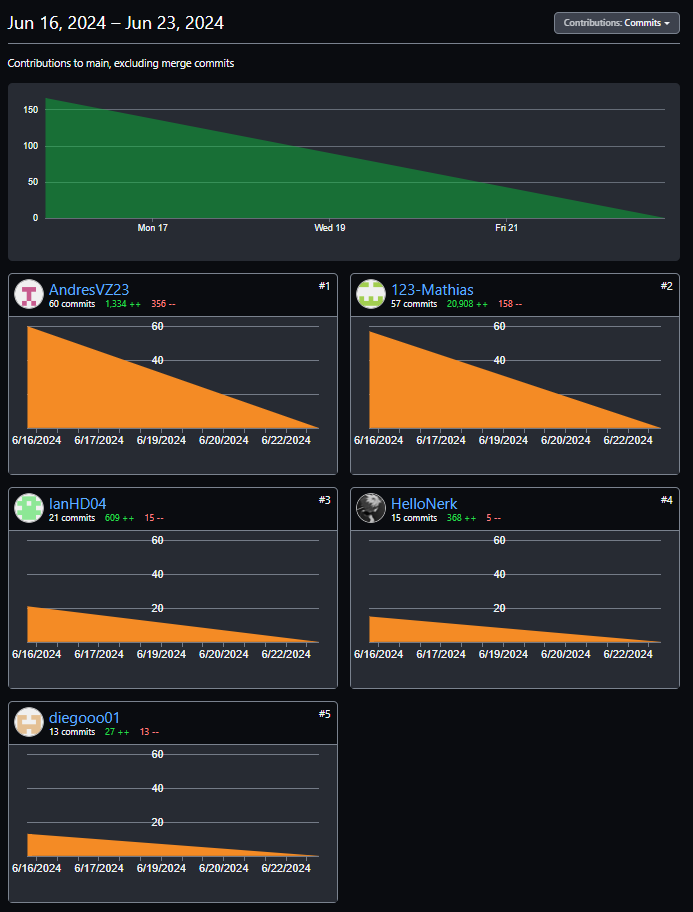 Jun 16, 2024 – Jun 23, 2024
Contributions: Commits
Contributions to main, excluding merge commits
150
100
50
0
Mon 17 Wed 19 Fri 21
AndresVZ23 #1
60 commits 1,334 ++ 356 --
60
40
6/16/2024 6/17/2024 6/19/2024 6/20/2024 6/22/2024
123-Mathias #2
57 commits 20,908 ++ 158 --
60
40
6/16/2024 6/17/2024 6/19/2024 6/20/2024 6/22/2024
IanHD04 #3
21 commits 609 ++ 15 --
60
40
20
6/16/2024 6/17/2024 6/19/2024 6/20/2024 6/22/2024
HelloNerk #4
15 commits 368 ++ 5 --
60
40
20
6/16/2024 6/17/2024 6/19/2024 6/20/2024 6/22/2024
diegooo01 #5
13 commits 27 ++ 13 --
60
40
20
6/16/2024 6/17/2024 6/19/2024 6/20/2024 6/22/2024